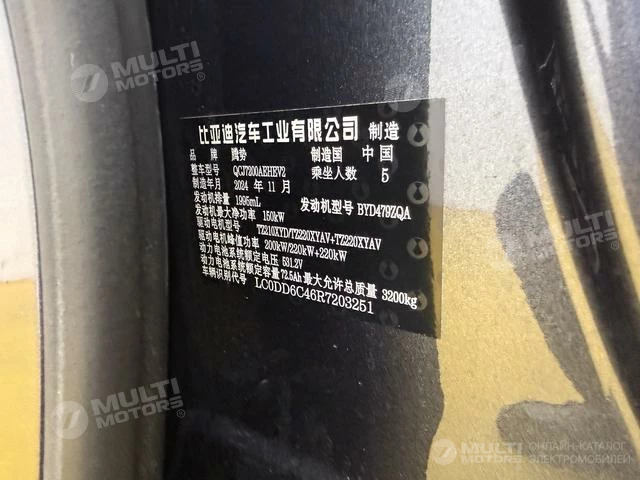 MULTI MOTORS
MULTI MOTORS
比亚迪汽车工业有限公司 制造
品 牌 腾势 制造国 中 国
整车型号 QCJ7200AEHEV2 乘坐人数 5
制造年月 2024 年 11 月
发动机排量 1995mL 发动机型号 BYD479ZQA
发动机最大净功率 150kW
驱动电机型号 TZ210XYD/TZ220XYAV+TZ220XYAV
驱动电机峰值功率 200kW/220kW+220kW
动力电池系统额定电压 531.2V
动力电池系统额定容量 72.5Ah 最大允许总质量 3200kg
车辆识别代号 LC0DD6C46R7203251
MULTI MOTORS
MULTI MOTORS
ОНЛАЙН-КАТАЛОГ ЭЛЕКТРОМОБИЛЕЙ